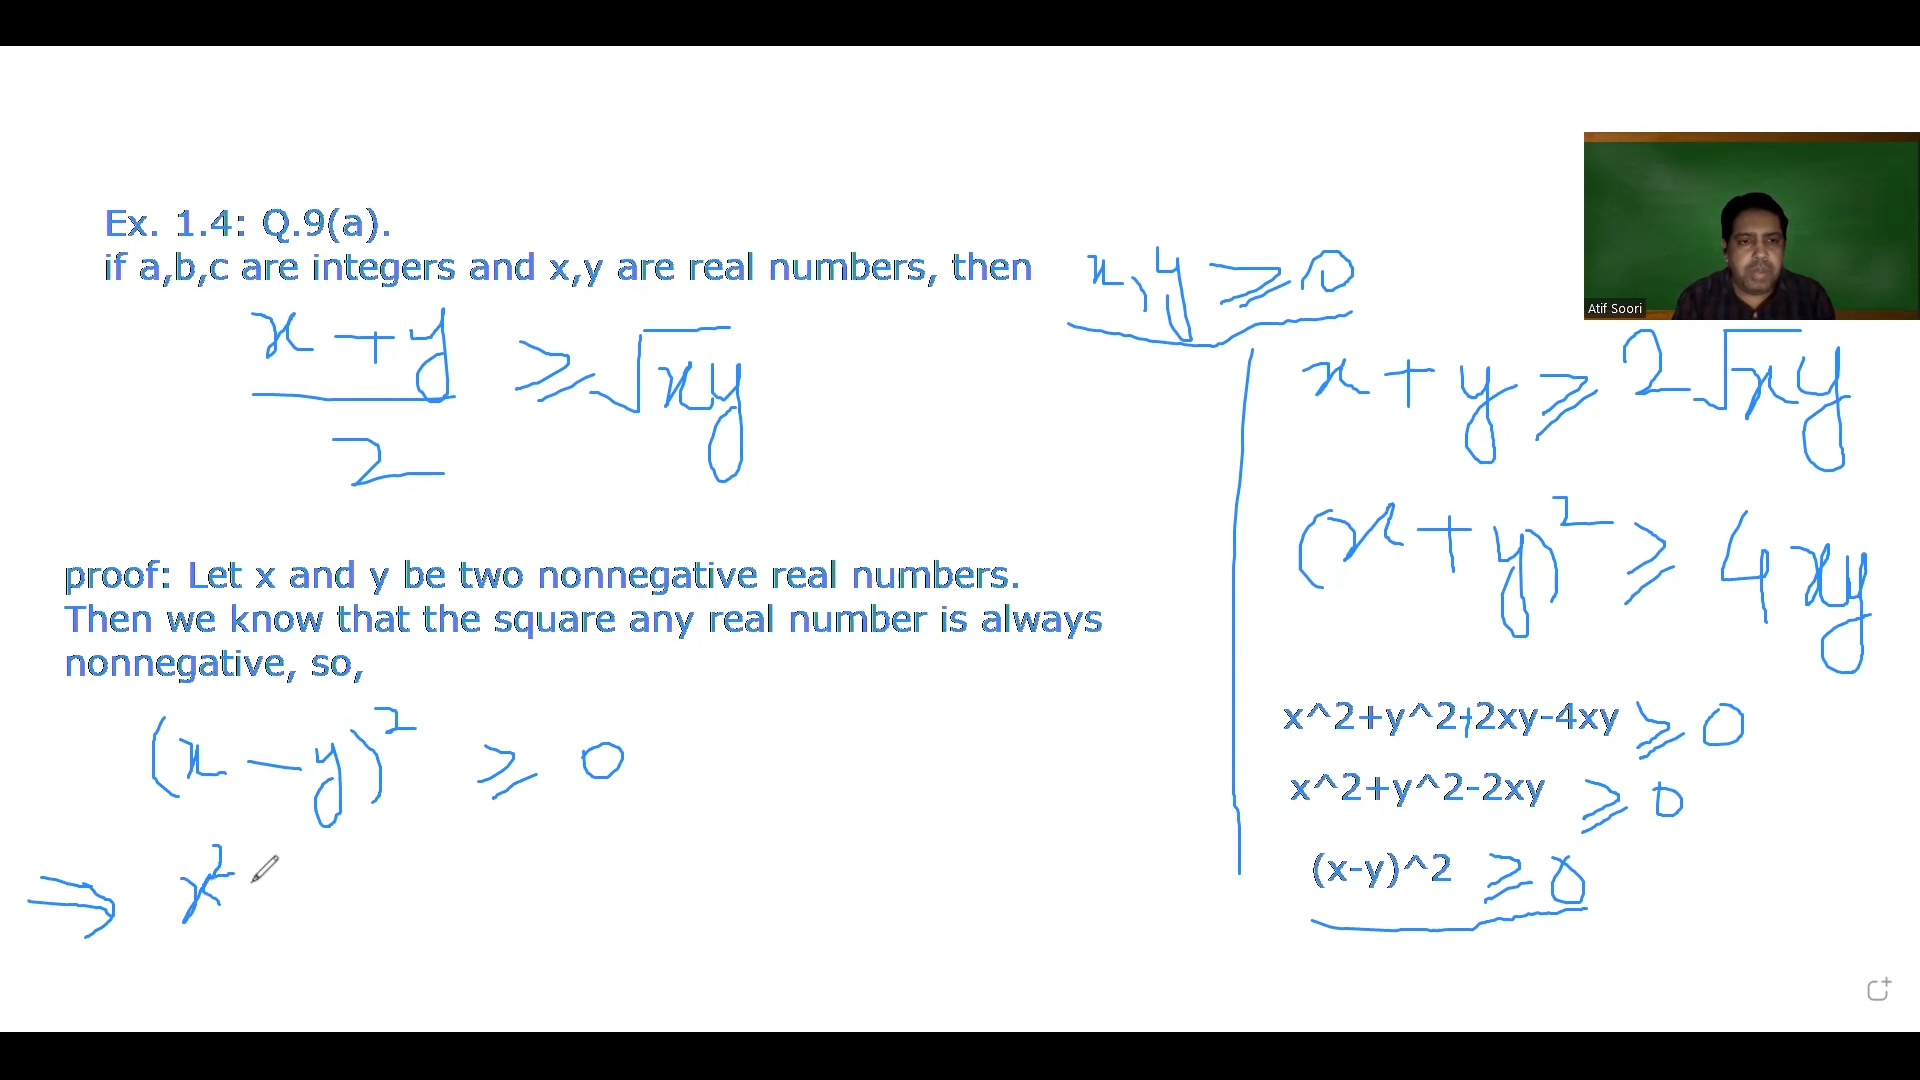 Ex. 1.4: Q.9(a).
if a,b,c are integers and x,y are real numbers, then
x,y ≥ 0
(x + y)/2 ≥ √xy
proof: Let x and y be two nonnegative real numbers.
Then we know that the square any real number is always
nonnegative, so,
(x - y)² ≥ 0
⇒ x²
Atif Soori
x + y ≥ 2√xy
(x + y)² ≥ 4xy
x^2+y^2+2xy-4xy ≥ 0
x^2+y^2-2xy ≥ 0
(x-y)^2 ≥ 0